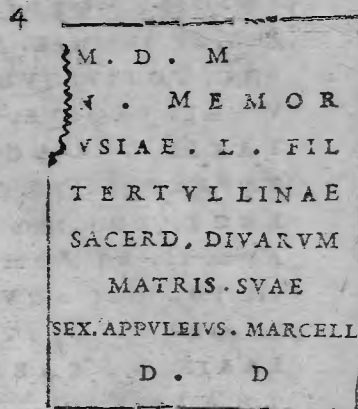 4
M . D . M
. MEMOR
VSIAE . L . FIL
TERTVLLINAE
SACERD. DIVARVM
MATRIS . SVAE
SEX. APPVLEIVS. MARCELL
D . D